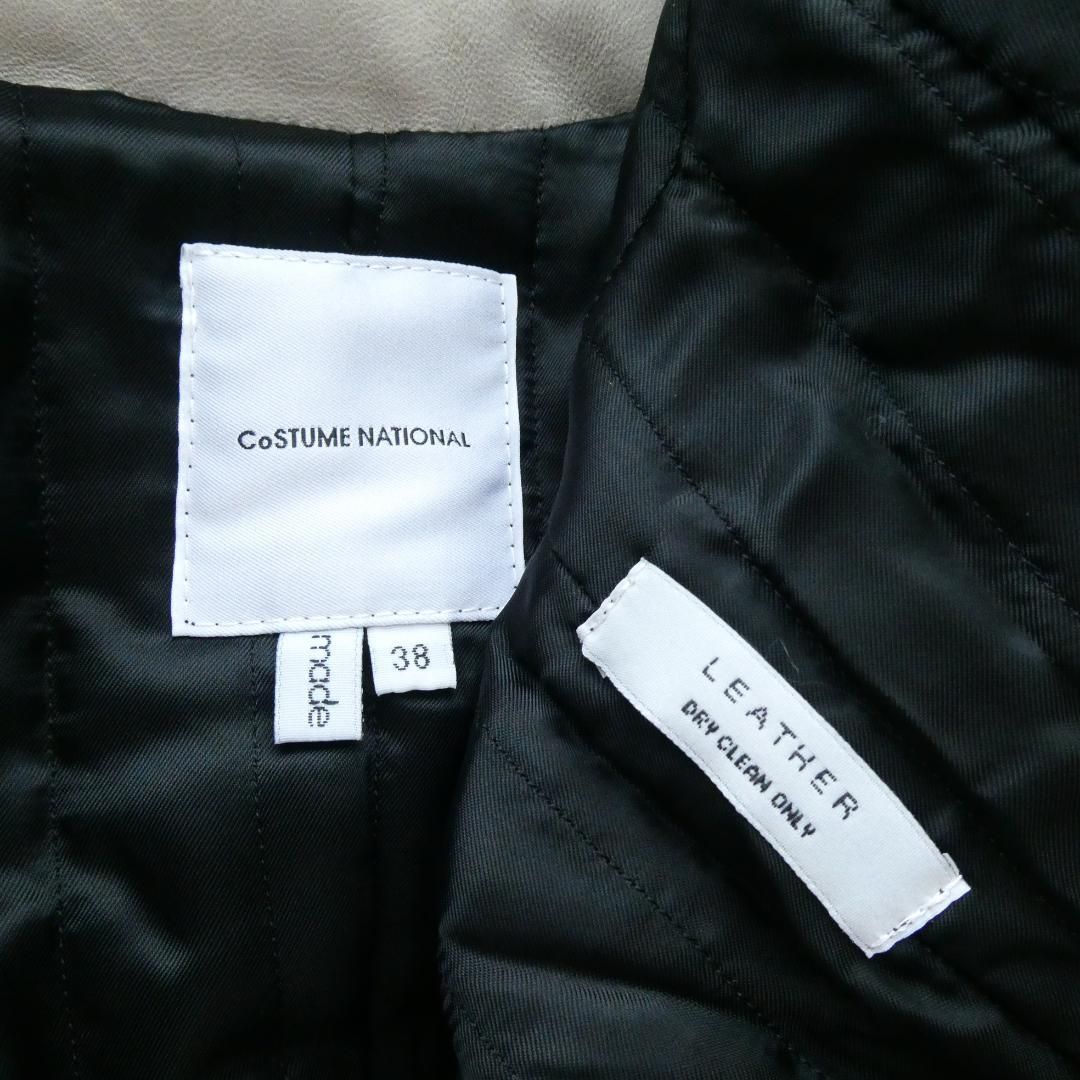 CoSTUME NATIONAL
made
38
LEATHER
DRY CLEAN ONLY